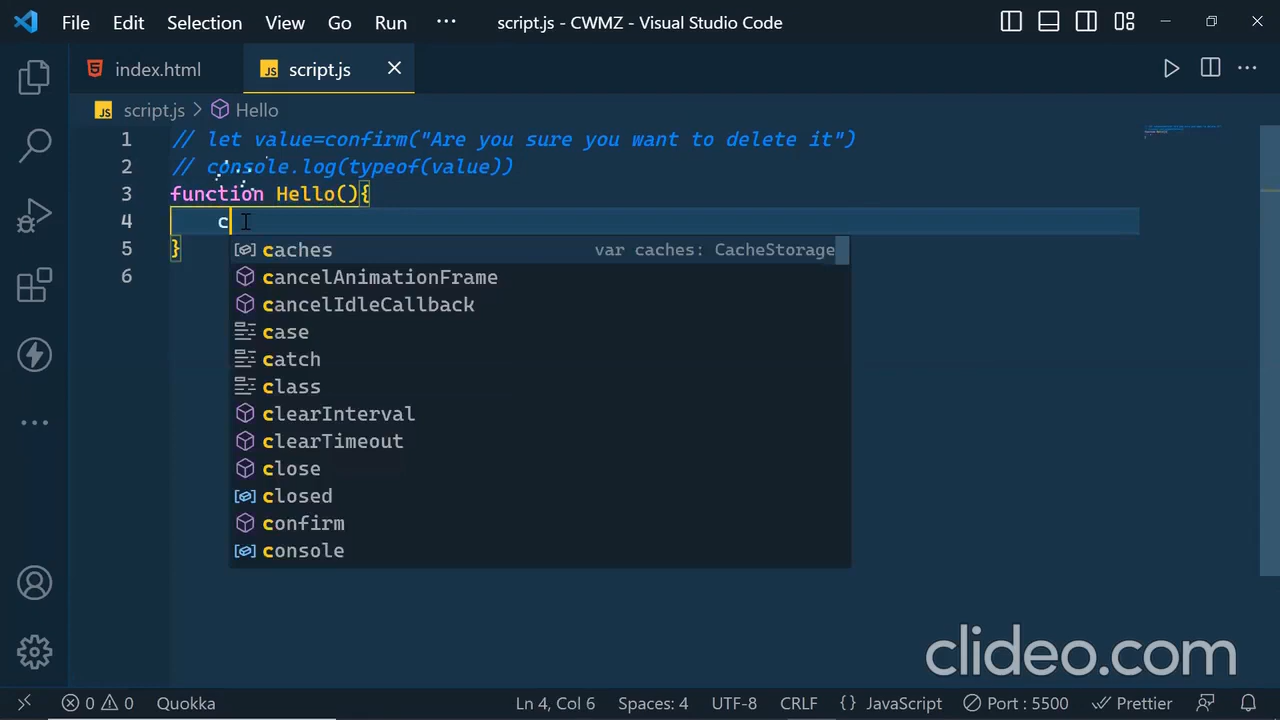 File Edit Selection View Go Run ··· script.js - CWMZ - Visual Studio Code
index.html JS script.js
JS script.js > Hello
1 // let value=confirm("Are you sure you want to delete it")
2 // console.log(typeof(value))
3 function Hello(){
4 c
5 }
6
caches var caches: CacheStorage
cancelAnimationFrame
cancelIdleCallback
case
catch
class
clearInterval
clearTimeout
close
closed
confirm
console
clideo.com
0 0 Quokka Ln 4, Col 6 Spaces: 4 UTF-8 CRLF {} JavaScript Port : 5500 Prettier